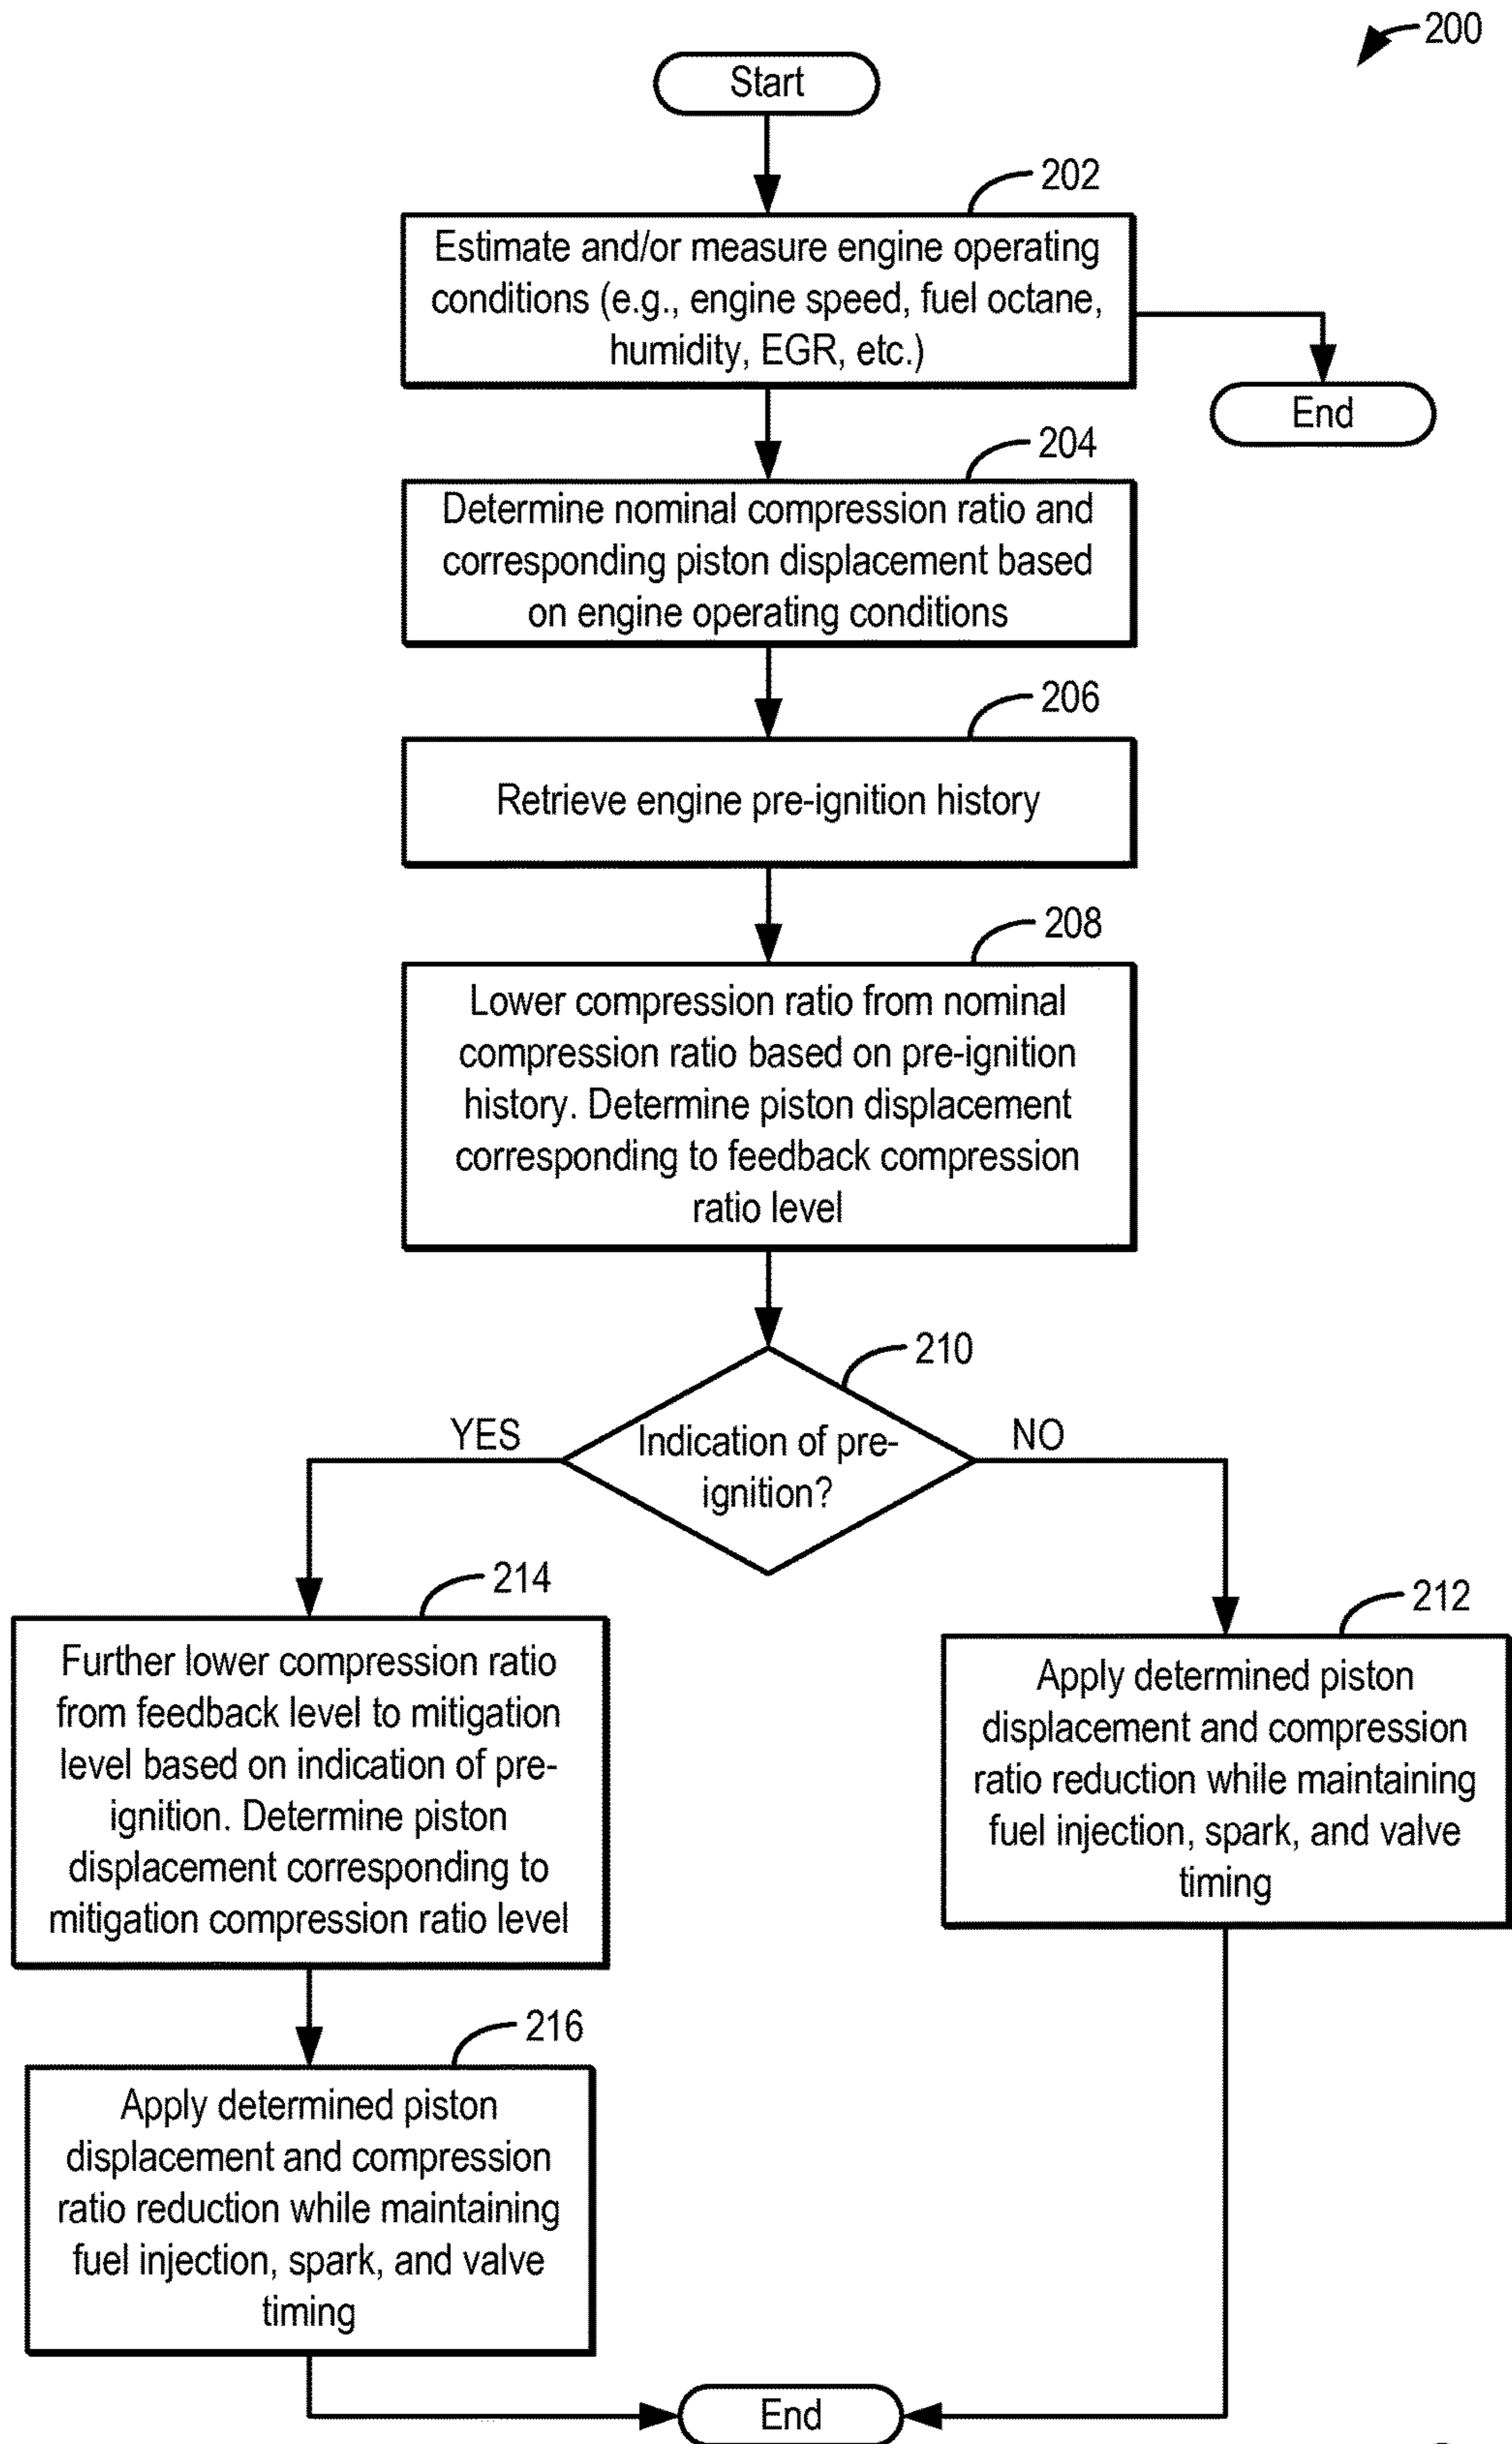 200
Start
202
Estimate and/or measure engine operating
conditions (e.g., engine speed, fuel octane,
humidity, EGR, etc.)
End
204
Determine nominal compression ratio and
corresponding piston displacement based
on engine operating conditions
206
Retrieve engine pre-ignition history
208
Lower compression ratio from nominal
compression ratio based on pre-ignition
history. Determine piston displacement
corresponding to feedback compression
ratio level
210
YES
Indication of pre-
ignition?
NO
214
Further lower compression ratio
from feedback level to mitigation
level based on indication of pre-
ignition. Determine piston
displacement corresponding to
mitigation compression ratio level
212
Apply determined piston
displacement and compression
ratio reduction while maintaining
fuel injection, spark, and valve
timing
216
Apply determined piston
displacement and compression
ratio reduction while maintaining
fuel injection, spark, and valve
timing
End